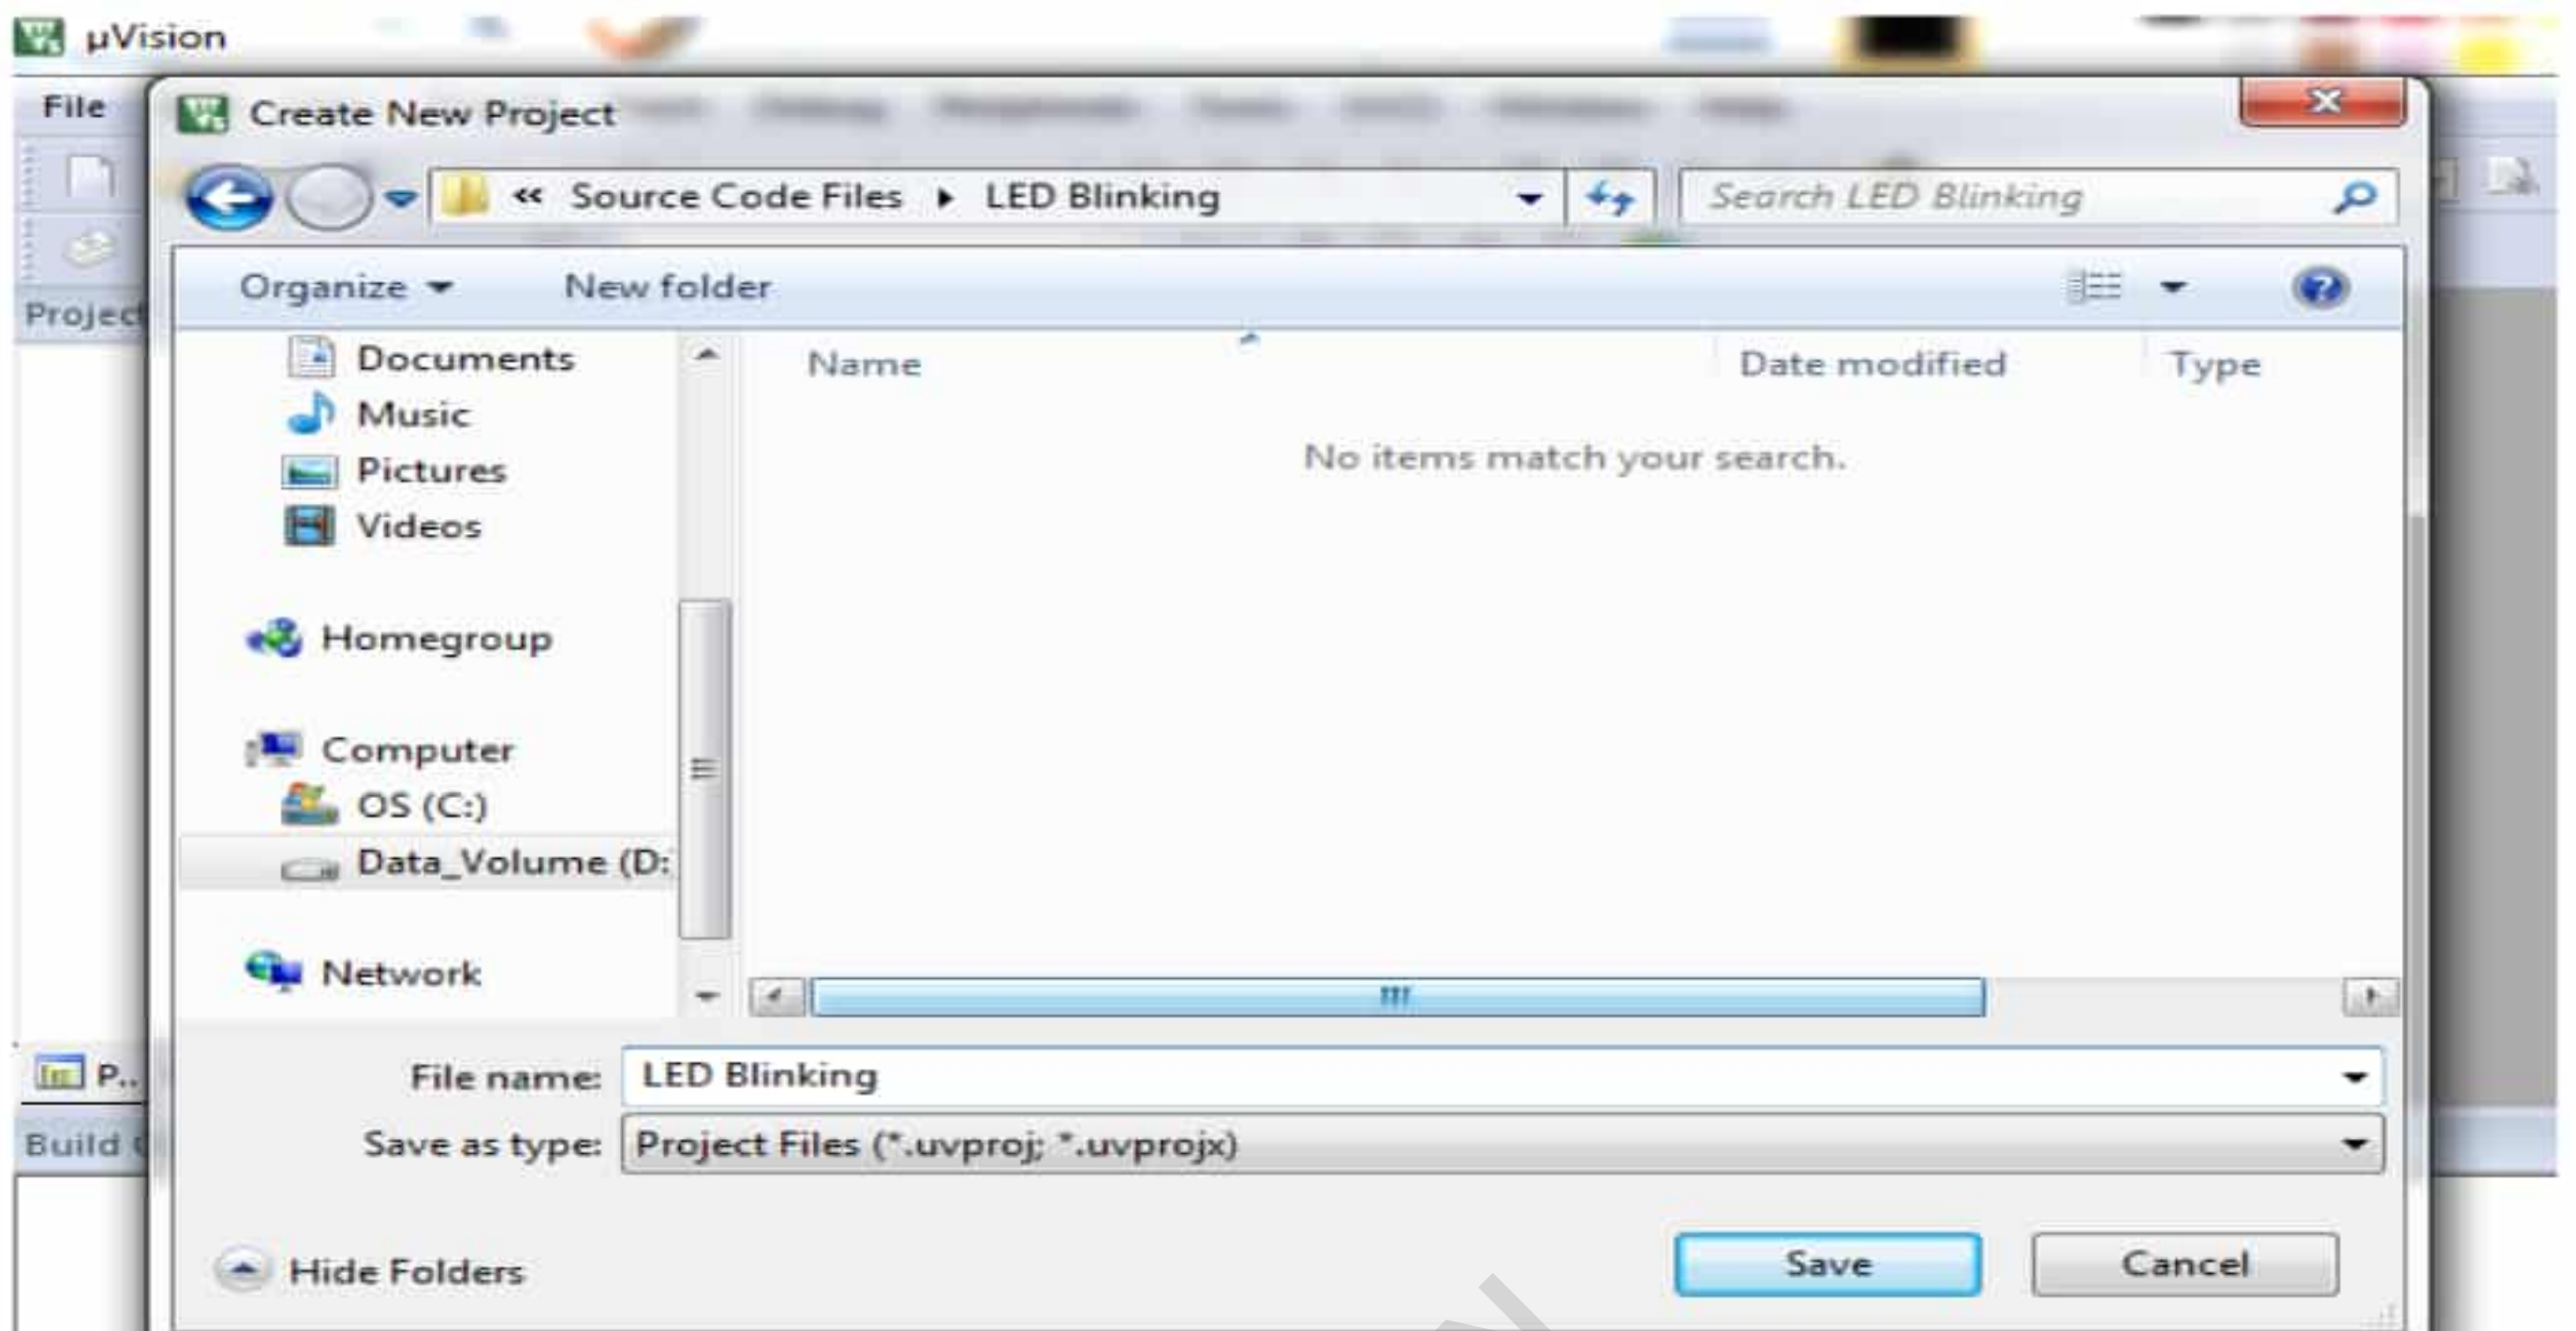 µVision
File
Create New Project
« Source Code Files ▸ LED Blinking
Search LED Blinking
Organize
New folder
Project
Name
Date modified
Type
Documents
Music
Pictures
Videos
No items match your search.
Homegroup
Computer
OS (C:)
Data_Volume (D:
Network
P..
File name: LED Blinking
Build
Save as type: Project Files (*.uvproj; *.uvprojx)
Hide Folders
Save
Cancel